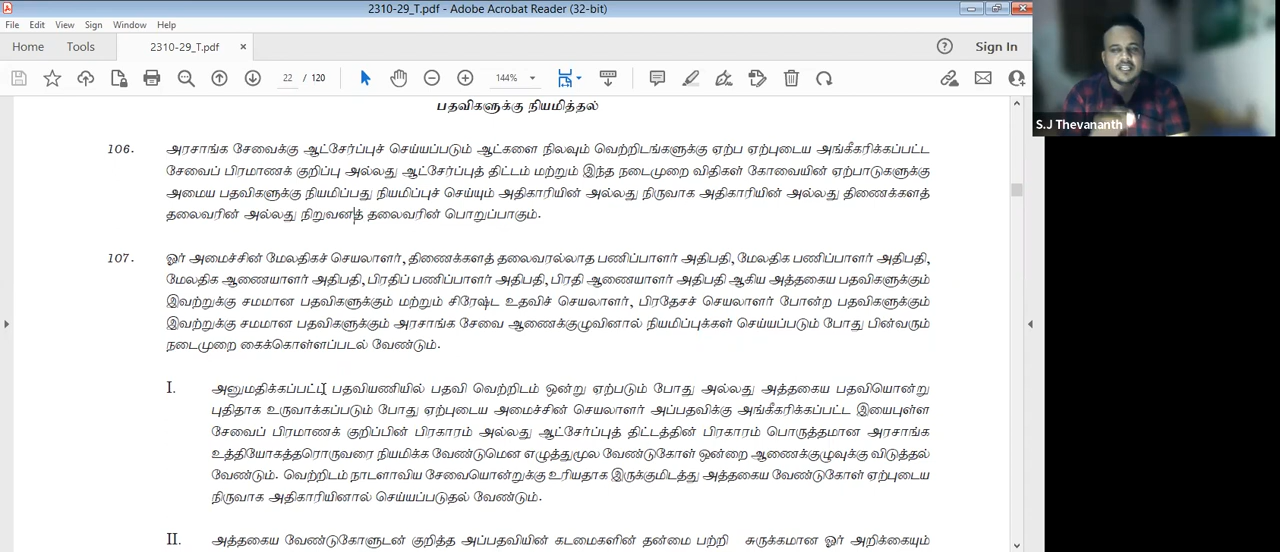 2310-29_T.pdf - Adobe Acrobat Reader (32-bit)
File Edit View Sign Window Help
Home Tools 2310-29_T.pdf × Sign In
22 / 120 144%
பதவிகளுக்கு நியமித்தல்
106. அரசாங்க சேவைக்கு ஆட்சேர்ப்புச் செய்யப்படும் ஆட்களை நிலவும் வெற்றிடங்களுக்கு ஏற்ப ஏற்புடைய அங்கீகரிக்கப்பட்ட
சேவைப் பிரமாணக் குறிப்பு அல்லது ஆட்சேர்ப்புத் திட்டம் மற்றும் இந்த நடைமுறை விதிகள் கோவையின் ஏற்பாடுகளுக்கு
அமைய பதவிகளுக்கு நியமிப்பது நியமிப்புச் செய்யும் அதிகாரியின் அல்லது நிருவாக அதிகாரியின் அல்லது திணைக்களத்
தலைவரின் அல்லது நிறுவனத் தலைவரின் பொறுப்பாகும்.
107. ஓர் அமைச்சின் மேலதிகச் செயலாளர், திணைக்களத் தலைவரல்லாத பணிப்பாளர் அதிபதி, மேலதிக பணிப்பாளர் அதிபதி,
மேலதிக ஆணையாளர் அதிபதி, பிரதிப் பணிப்பாளர் அதிபதி, பிரதி ஆணையாளர் அதிபதி ஆகிய அத்தகைய பதவிகளுக்கும்
இவற்றுக்கு சமமான பதவிகளுக்கும் மற்றும் சிரேஷ்ட உதவிச் செயலாளர், பிரதேசச் செயலாளர் போன்ற பதவிகளுக்கும்
இவற்றுக்கு சமமான பதவிகளுக்கும் அரசாங்க சேவை ஆணைக்குழுவினால் நியமிப்புக்கள் செய்யப்படும் போது பின்வரும்
நடைமுறை கைக்கொள்ளப்படல் வேண்டும்.
I. அனுமதிக்கப்பட்ட பதவியணியில் பதவி வெற்றிடம் ஒன்று ஏற்படும் போது அல்லது அத்தகைய பதவியொன்று
புதிதாக உருவாக்கப்படும் போது ஏற்புடைய அமைச்சின் செயலாளர் அப்பதவிக்கு அங்கீகரிக்கப்பட்ட இயைபுள்ள
சேவைப் பிரமாணக் குறிப்பின் பிரகாரம் அல்லது ஆட்சேர்ப்புத் திட்டத்தின் பிரகாரம் பொருத்தமான அரசாங்க
உத்தியோகத்தரொருவரை நியமிக்க வேண்டுமென எழுத்துமூல வேண்டுகோள் ஒன்றை ஆணைக்குழுவுக்கு விடுத்தல்
வேண்டும். வெற்றிடம் நாடளாவிய சேவையொன்றுக்கு உரியதாக இருக்குமிடத்து அத்தகைய வேண்டுகோள் ஏற்புடைய
நிருவாக அதிகாரியினால் செய்யப்படுதல் வேண்டும்.
II. அத்தகைய வேண்டுகோளுடன் குறித்த அப்பதவியின் கடமைகளின் தன்மை பற்றி சுருக்கமான ஓர் அறிக்கையும்
S.J Thevananth